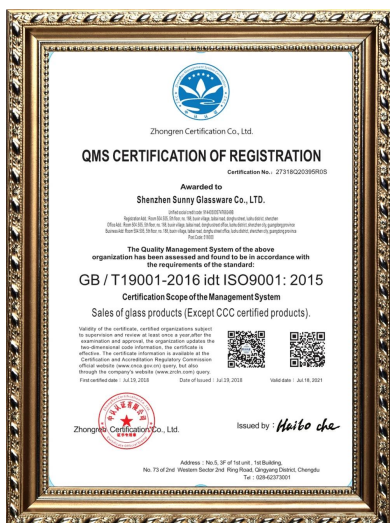 Zhongren Certification Co., Ltd.
QMS CERTIFICATION OF REGISTRATION
Certification No.: 27318Q20395R0S
Awarded to
Shenzhen Sunny Glassware Co., LTD.
The Quality Management System of the above
organization has been assessed and found to be in accordance with
the requirements of the standard:
GB / T19001-2016 idt ISO9001: 2015
Certification Scope of the Management System
Sales of glass products (Except CCC certified products).
Validity of the certificate, certified organizations subject
to supervision and review at least once a year,after the
examination and approval, the organization updates the
two-dimensional code information, the certificate is
effective. The certificate information is available at the
Certification and Accreditation Regulatory Commission
official website (www.cnca.gov.cn) query, but also
through the company's website (www.zrcfn.com) query.
First certified date : Jul 19, 2018 Date of Issued : Jul 19, 2018 Valid date : Jul 18, 2021
Zhongren Certification Co., Ltd.
Issued by : Haibo che
Address : No.5, 3F of 1st unit , 1st Building,
No. 73 of 2nd Western Sector 2nd Ring Road, Qingyang District, Chengdu
Tel : 028-62373001